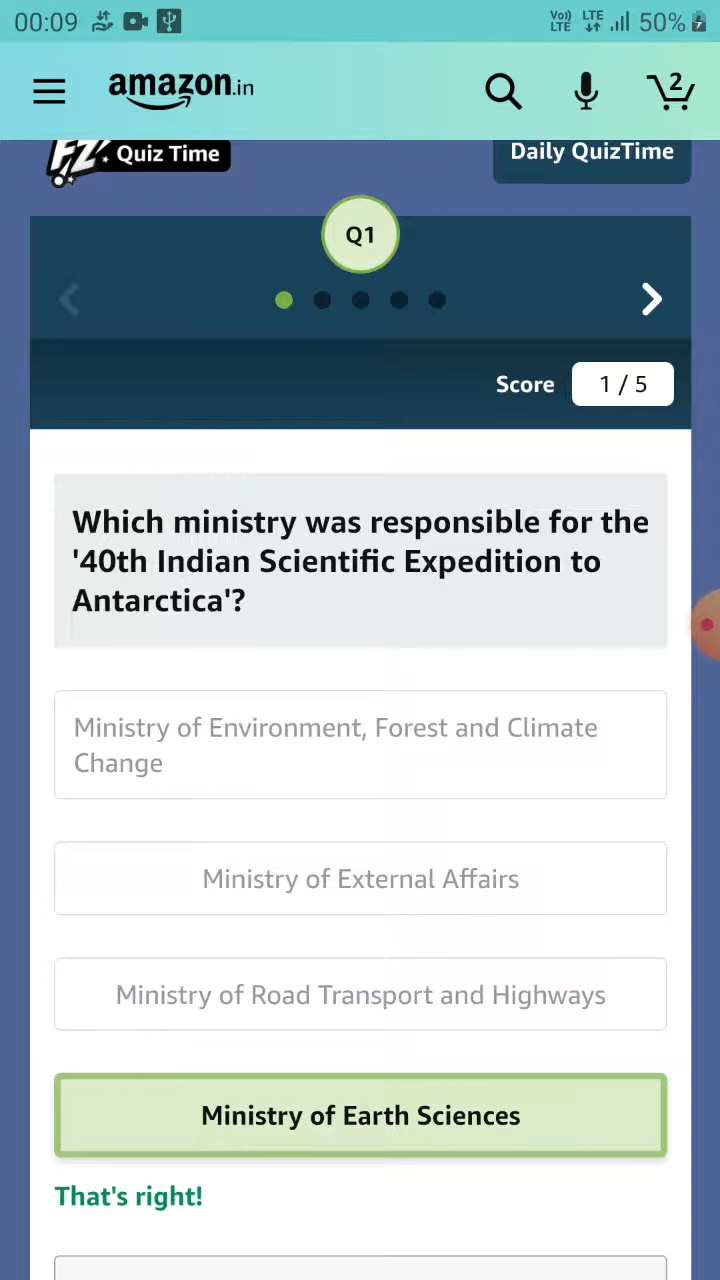 00:09
Vo)) LTE LTE 50%
amazon.in
2
FZ Quiz Time
Daily QuizTime
Q1
Score 1 / 5
Which ministry was responsible for the
'40th Indian Scientific Expedition to
Antarctica'?
Ministry of Environment, Forest and Climate
Change
Ministry of External Affairs
Ministry of Road Transport and Highways
Ministry of Earth Sciences
That's right!